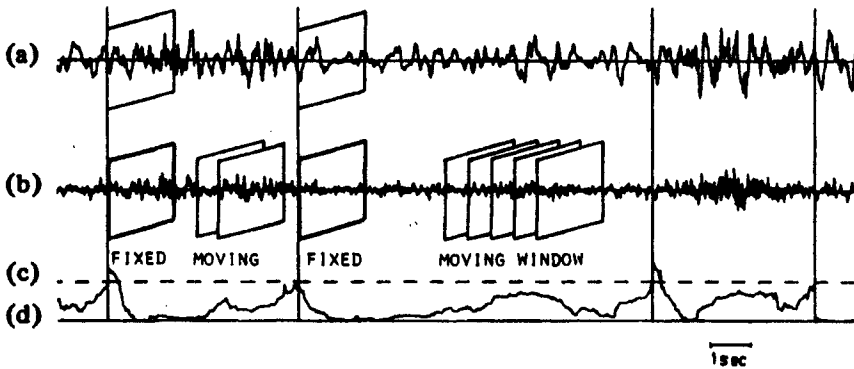 (a)
(b)
FIXED MOVING FIXED MOVING WINDOW
(c)
(d)
1sec